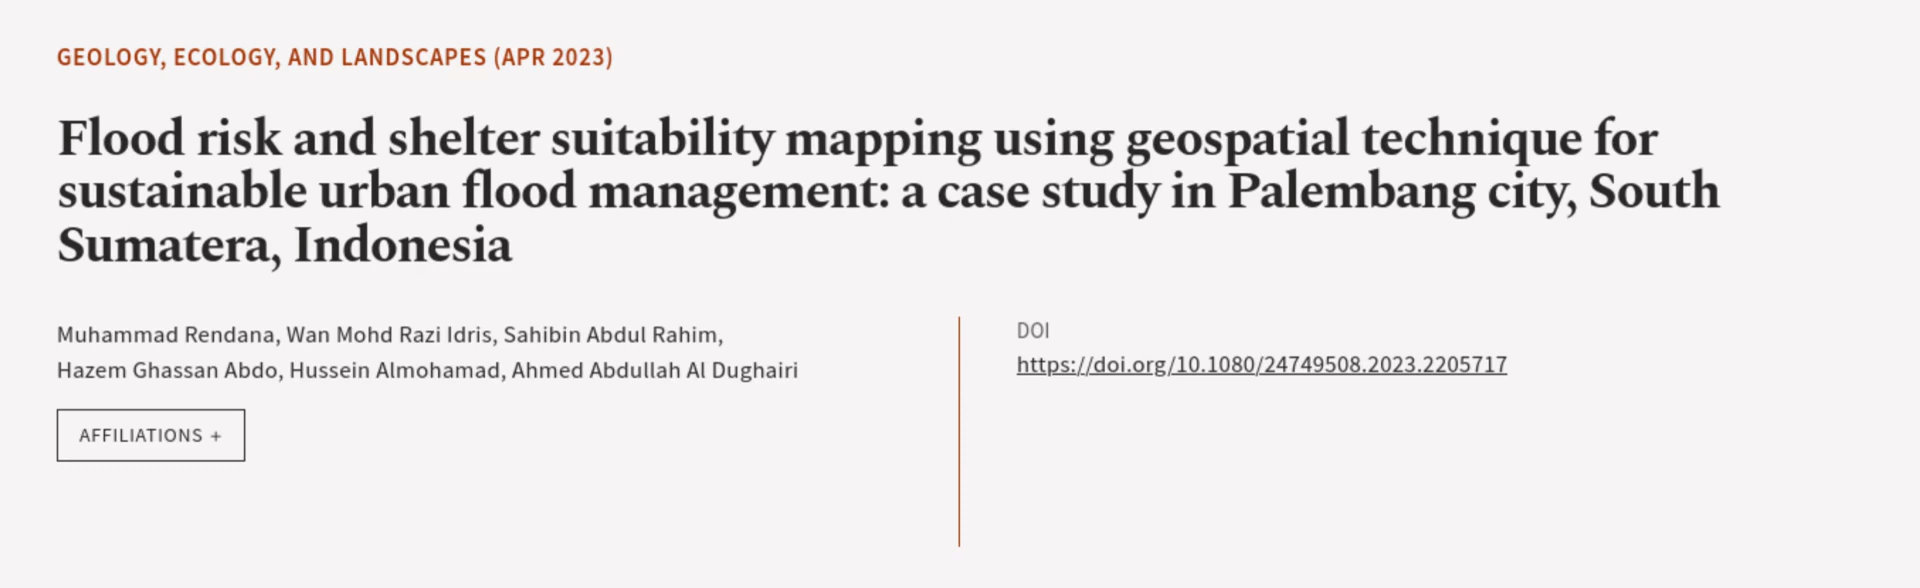 GEOLOGY, ECOLOGY, AND LANDSCAPES (APR 2023)
Flood risk and shelter suitability mapping using geospatial technique for
sustainable urban flood management: a case study in Palembang city, South
Sumatera, Indonesia
Muhammad Rendana, Wan Mohd Razi Idris, Sahibin Abdul Rahim,
Hazem Ghassan Abdo, Hussein Almohamad, Ahmed Abdullah Al Dughairi
AFFILIATIONS +
DOI
https://doi.org/10.1080/24749508.2023.2205717